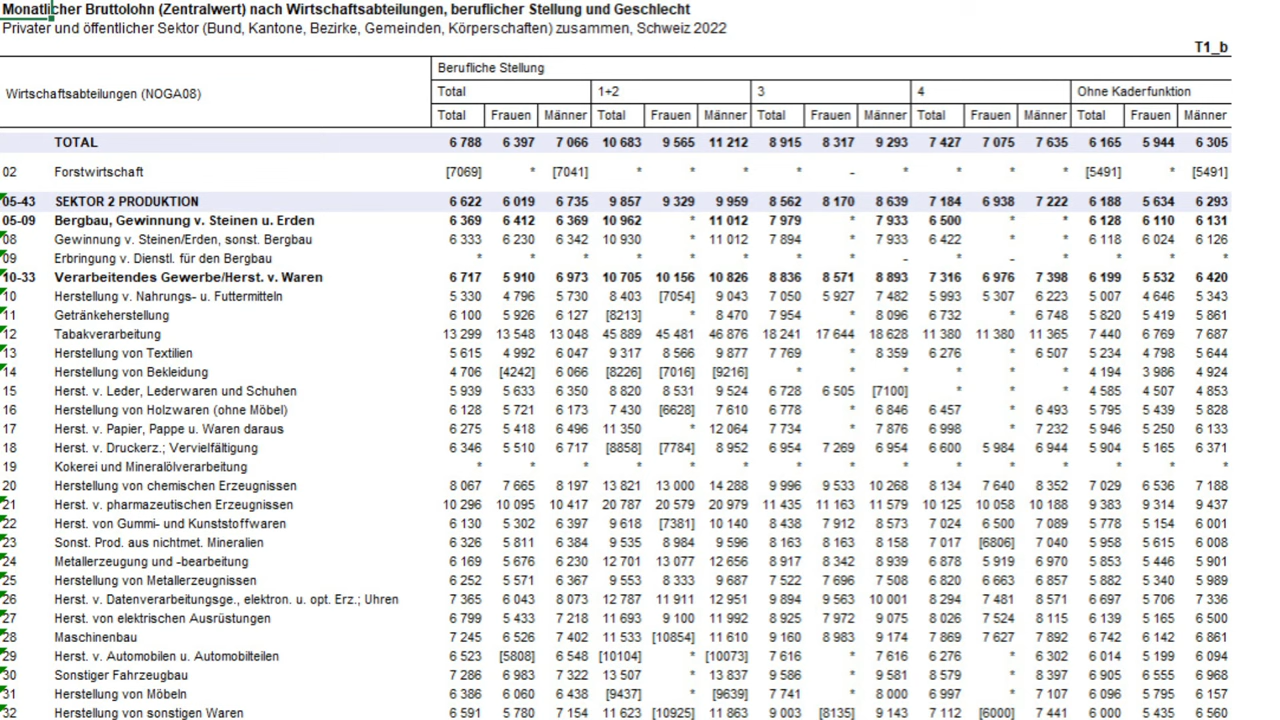 Monatlicher Bruttolohn (Zentralwert) nach Wirtschaftsabteilungen, beruflicher Stellung und Geschlecht
Privater und öffentlicher Sektor (Bund, Kantone, Bezirke, Gemeinden, Körperschaften) zusammen, Schweiz 2022
T1_b
Berufliche Stellung
Wirtschaftsabteilungen (NOGA08)
Total 1+2 3 4 Ohne Kaderfunktion
Total Frauen Männer Total Frauen Männer Total Frauen Männer Total Frauen Männer Total Frauen Männer
TOTAL 6 788 6 397 7 066 10 683 9 565 11 212 8 915 8 317 9 293 7 427 7 075 7 635 6 165 5 944 6 305
02 Forstwirtschaft [7069] * [7041] * * * * - * * * * [5491] * [5491]
05-43 SEKTOR 2 PRODUKTION 6 622 6 019 6 735 9 857 9 329 9 959 8 562 8 170 8 639 7 184 6 938 7 222 6 188 5 634 6 293
05-09 Bergbau, Gewinnung v. Steinen u. Erden 6 369 6 412 6 369 10 962 * 11 012 7 979 * 7 933 6 500 * * 6 128 6 110 6 131
08 Gewinnung v. Steinen/Erden, sonst. Bergbau 6 333 6 230 6 342 10 930 * 11 012 7 894 * 7 933 6 422 * * 6 118 6 024 6 126
09 Erbringung v. Dienstl. für den Bergbau * * * * * * * * - * - * * * *
10-33 Verarbeitendes Gewerbe/Herst. v. Waren 6 717 5 910 6 973 10 705 10 156 10 826 8 836 8 571 8 893 7 316 6 976 7 398 6 199 5 532 6 420
10 Herstellung v. Nahrungs- u. Futtermitteln 5 330 4 796 5 730 8 403 [7054] 9 043 7 050 5 927 7 482 5 993 5 307 6 223 5 007 4 646 5 343
11 Getränkeherstellung 6 100 5 926 6 127 [8213] * 8 470 7 954 * 8 096 6 732 * 6 748 5 820 5 419 5 861
12 Tabakverarbeitung 13 299 13 548 13 048 45 889 45 481 46 876 18 241 17 644 18 628 11 380 11 380 11 365 7 440 6 769 7 687
13 Herstellung von Textilien 5 615 4 992 6 047 9 317 8 566 9 877 7 769 * 8 359 6 276 * 6 507 5 234 4 798 5 644
14 Herstellung von Bekleidung 4 706 [4242] 6 066 [8226] [7016] [9216] * * * * * * 4 194 3 986 4 924
15 Herst. v. Leder, Lederwaren und Schuhen 5 939 5 633 6 350 8 820 8 531 9 524 6 728 6 505 [7100] * * * 4 585 4 507 4 853
16 Herstellung von Holzwaren (ohne Möbel) 6 128 5 721 6 173 7 430 [6628] 7 610 6 778 * 6 846 6 457 * 6 493 5 795 5 439 5 828
17 Herst. v. Papier, Pappe u. Waren daraus 6 275 5 418 6 496 11 350 * 12 064 7 734 * 7 876 6 998 * 7 232 5 946 5 250 6 133
18 Herst. v. Druckerz.; Vervielfältigung 6 346 5 510 6 717 [8858] [7784] 8 952 6 954 7 269 6 954 6 600 5 984 6 944 5 904 5 165 6 371
19 Kokerei und Mineralölverarbeitung * * * * * * * * * * * * * * *
20 Herstellung von chemischen Erzeugnissen 8 067 7 665 8 197 13 821 13 000 14 288 9 996 9 533 10 268 8 134 7 640 8 352 7 029 6 536 7 188
21 Herst. v. pharmazeutischen Erzeugnissen 10 296 10 095 10 417 20 787 20 579 20 979 11 435 11 163 11 579 10 125 10 058 10 188 9 383 9 314 9 437
22 Herst. von Gummi- und Kunststoffwaren 6 130 5 302 6 397 9 618 [7381] 10 140 8 438 7 912 8 573 7 024 6 500 7 089 5 778 5 154 6 001
23 Sonst. Prod. aus nichtmet. Mineralien 6 326 5 811 6 384 9 535 8 984 9 596 8 163 8 163 8 158 7 017 [6806] 7 040 5 958 5 615 6 008
24 Metallerzeugung und -bearbeitung 6 169 5 676 6 230 12 701 13 077 12 656 8 917 8 342 8 939 6 878 5 919 6 970 5 853 5 446 5 901
25 Herstellung von Metallerzeugnissen 6 252 5 571 6 367 9 553 8 333 9 687 7 522 7 696 7 508 6 820 6 663 6 857 5 882 5 340 5 989
26 Herst. v. Datenverarbeitungsge., elektron. u. opt. Erz.; Uhren 7 365 6 043 8 073 12 787 11 911 12 951 9 894 9 563 10 001 8 294 7 481 8 571 6 697 5 706 7 336
27 Herst. von elektrischen Ausrüstungen 6 799 5 433 7 218 11 693 9 100 11 992 8 925 7 972 9 075 8 026 7 524 8 115 6 139 5 165 6 500
28 Maschinenbau 7 245 6 526 7 402 11 533 [10854] 11 610 9 160 8 983 9 174 7 869 7 627 7 892 6 742 6 142 6 861
29 Herst. v. Automobilen u. Automobilteilen 6 523 [5808] 6 548 [10104] * [10073] 7 616 * 7 616 6 276 * 6 302 6 014 5 199 6 094
30 Sonstiger Fahrzeugbau 7 286 6 983 7 322 13 507 * 13 837 9 586 * 9 581 8 579 * 8 397 6 905 6 555 6 968
31 Herstellung von Möbeln 6 386 6 060 6 438 [9437] * [9639] 7 741 * 8 000 6 997 * 7 107 6 096 5 795 6 157
32 Herstellung von sonstigen Waren 6 591 5 780 7 154 11 623 [10925] 11 863 9 003 [8135] 9 143 7 112 [6000] 7 441 6 000 5 435 6 560